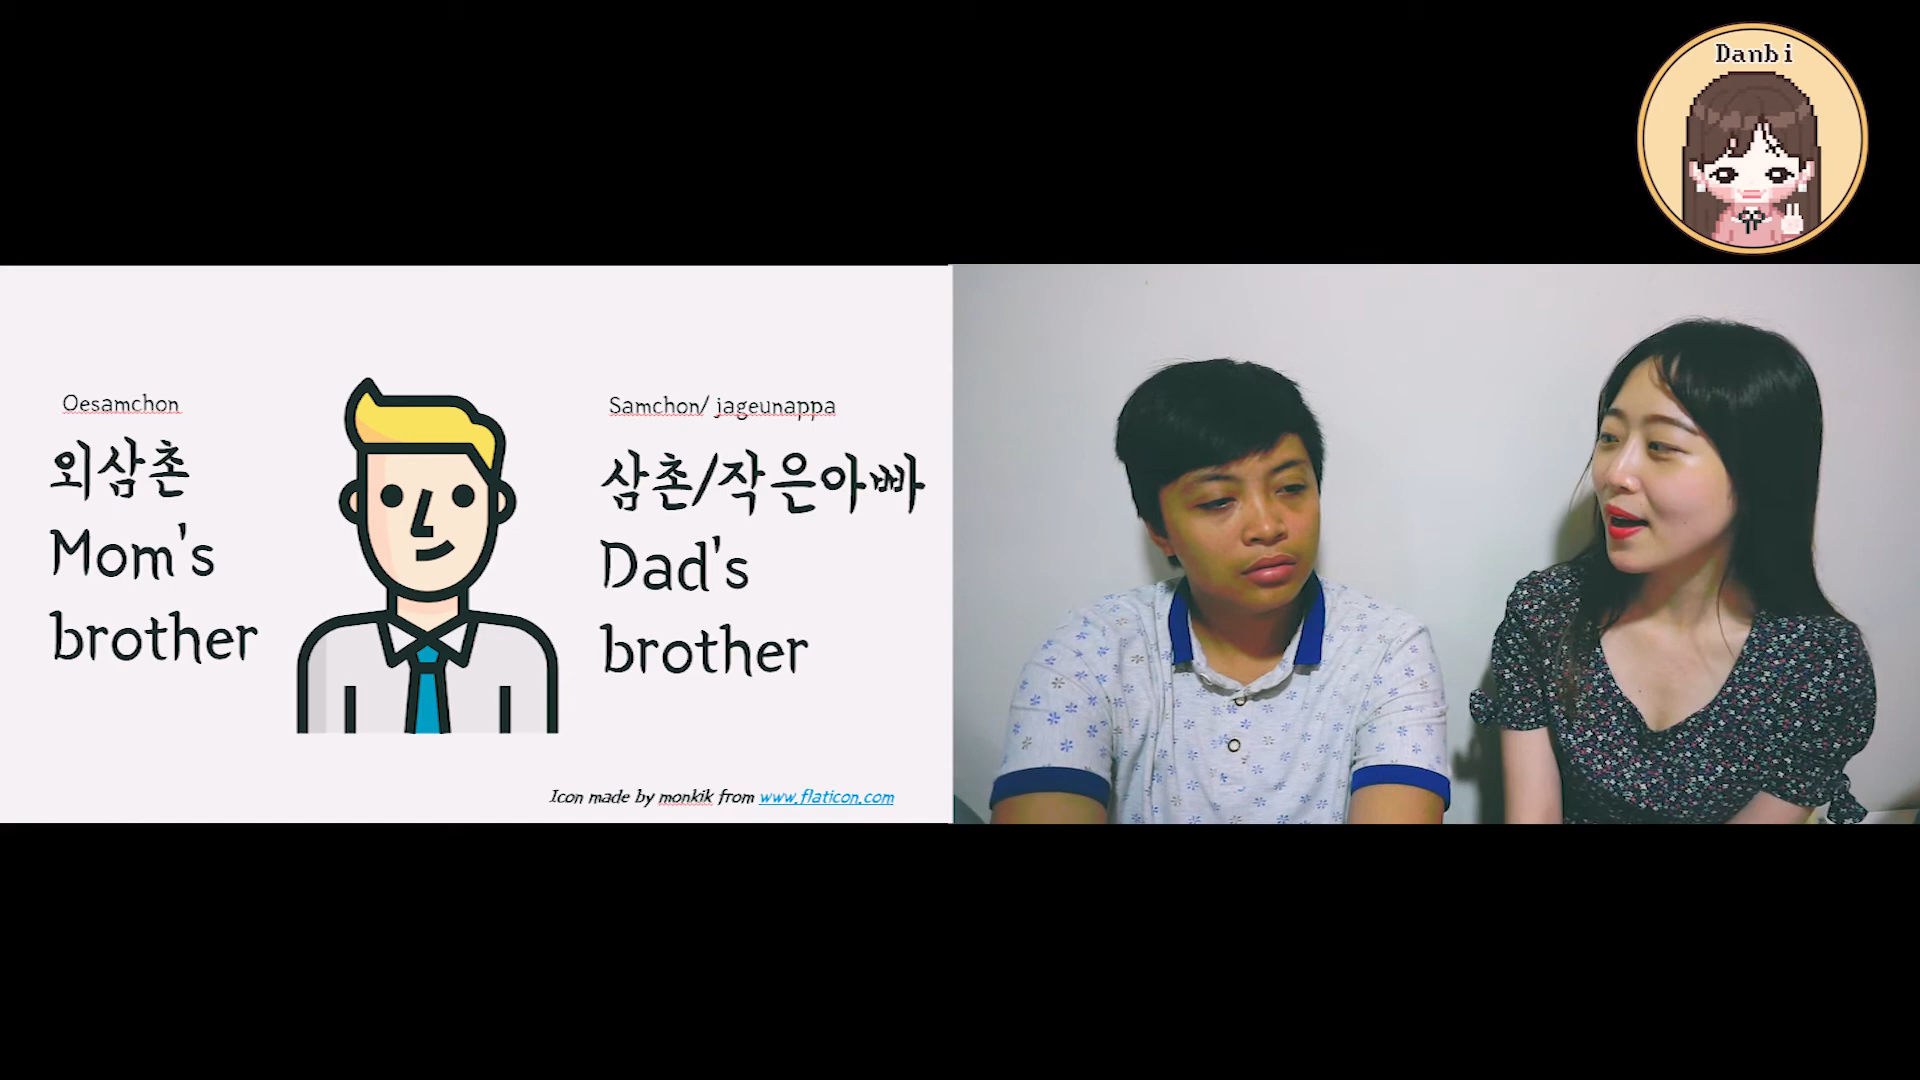 Danbi
Oesamchon
외삼촌
Mom's
brother
Samchon/ jageunappa
삼촌/작은아빠
Dad's
brother
Icon made by monkik from www.flaticon.com